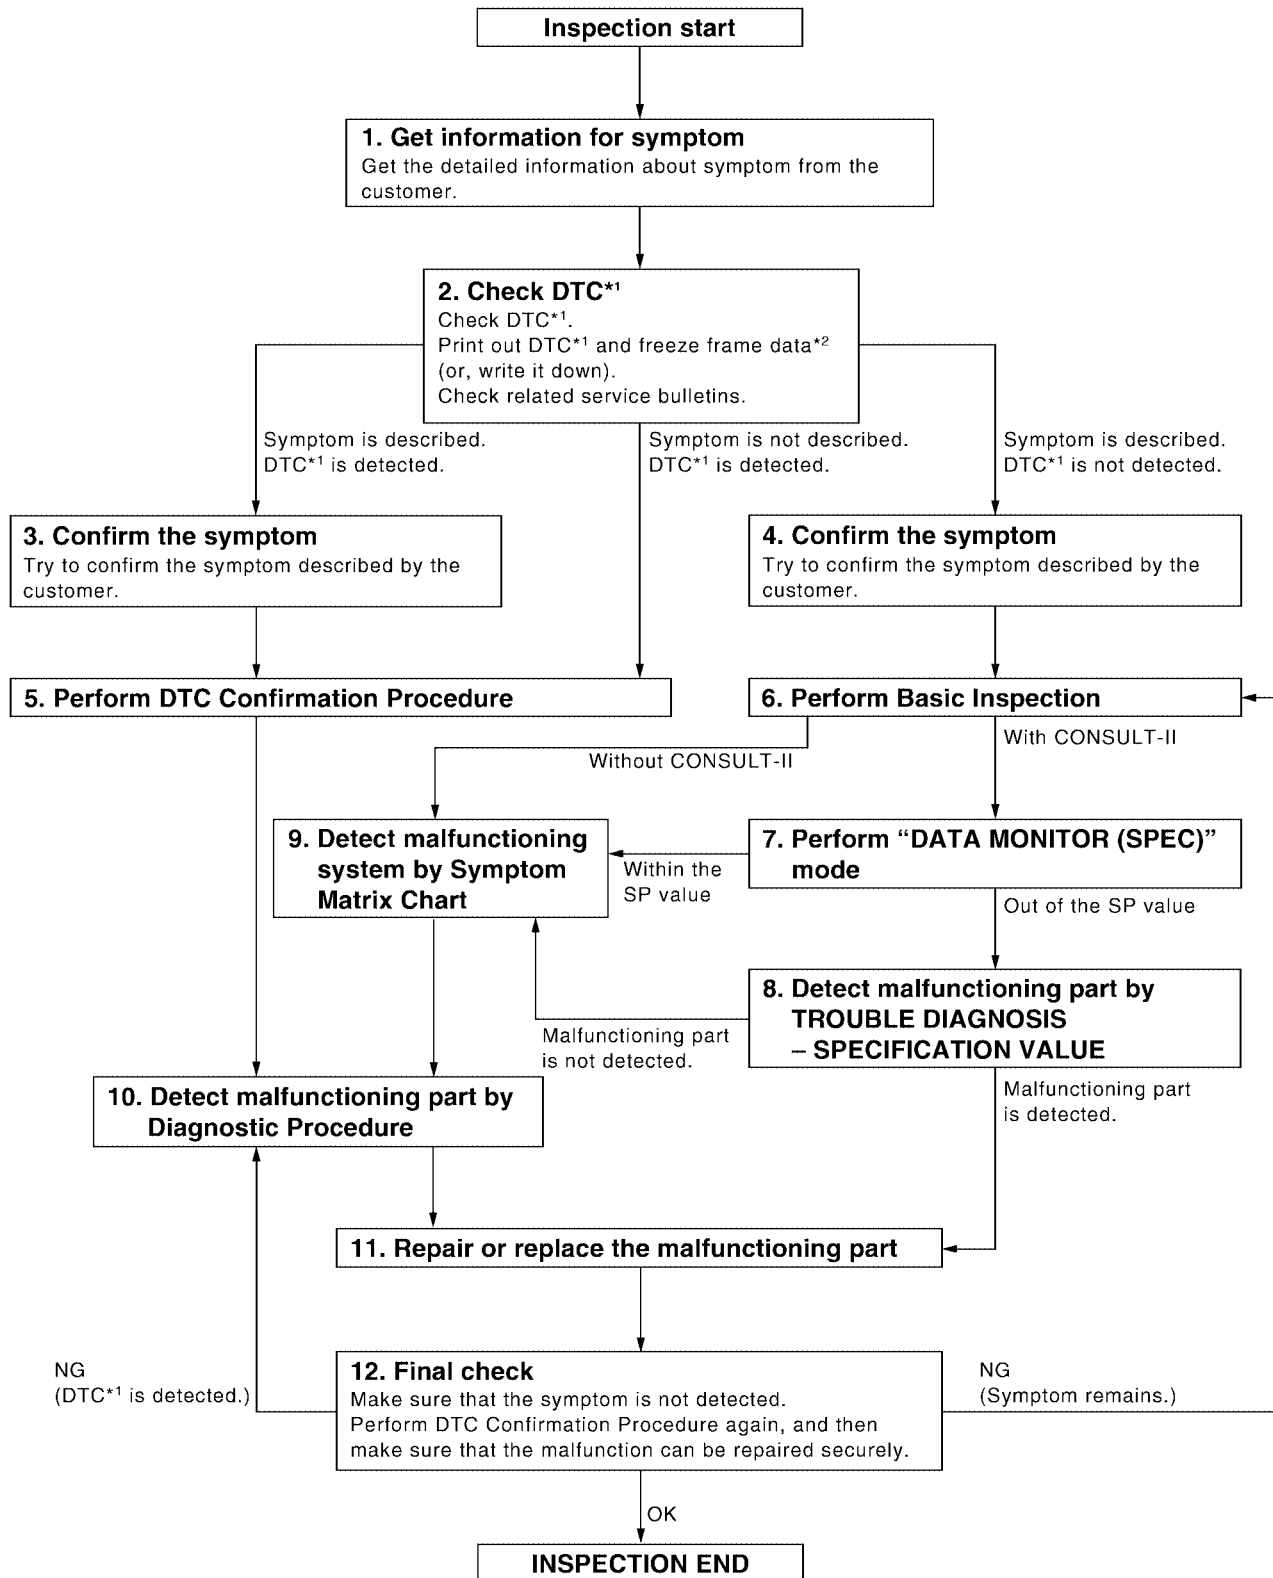 Inspection start
1. Get information for symptom
Get the detailed information about symptom from the
customer.
2. Check DTC*1
Check DTC*1.
Print out DTC*1 and freeze frame data*2
(or, write it down).
Check related service bulletins.
Symptom is described.
DTC*1 is detected.
Symptom is not described.
DTC*1 is detected.
Symptom is described.
DTC*1 is not detected.
3. Confirm the symptom
Try to confirm the symptom described by the
customer.
4. Confirm the symptom
Try to confirm the symptom described by the
customer.
5. Perform DTC Confirmation Procedure
6. Perform Basic Inspection
Without CONSULT-II
With CONSULT-II
9. Detect malfunctioning
system by Symptom
Matrix Chart
Within the
SP value
7. Perform “DATA MONITOR (SPEC)”
mode
Out of the SP value
8. Detect malfunctioning part by
TROUBLE DIAGNOSIS
– SPECIFICATION VALUE
Malfunctioning part
is not detected.
Malfunctioning part
is detected.
10. Detect malfunctioning part by
Diagnostic Procedure
11. Repair or replace the malfunctioning part
NG
(DTC*1 is detected.)
12. Final check
Make sure that the symptom is not detected.
Perform DTC Confirmation Procedure again, and then
make sure that the malfunction can be repaired securely.
NG
(Symptom remains.)
OK
INSPECTION END